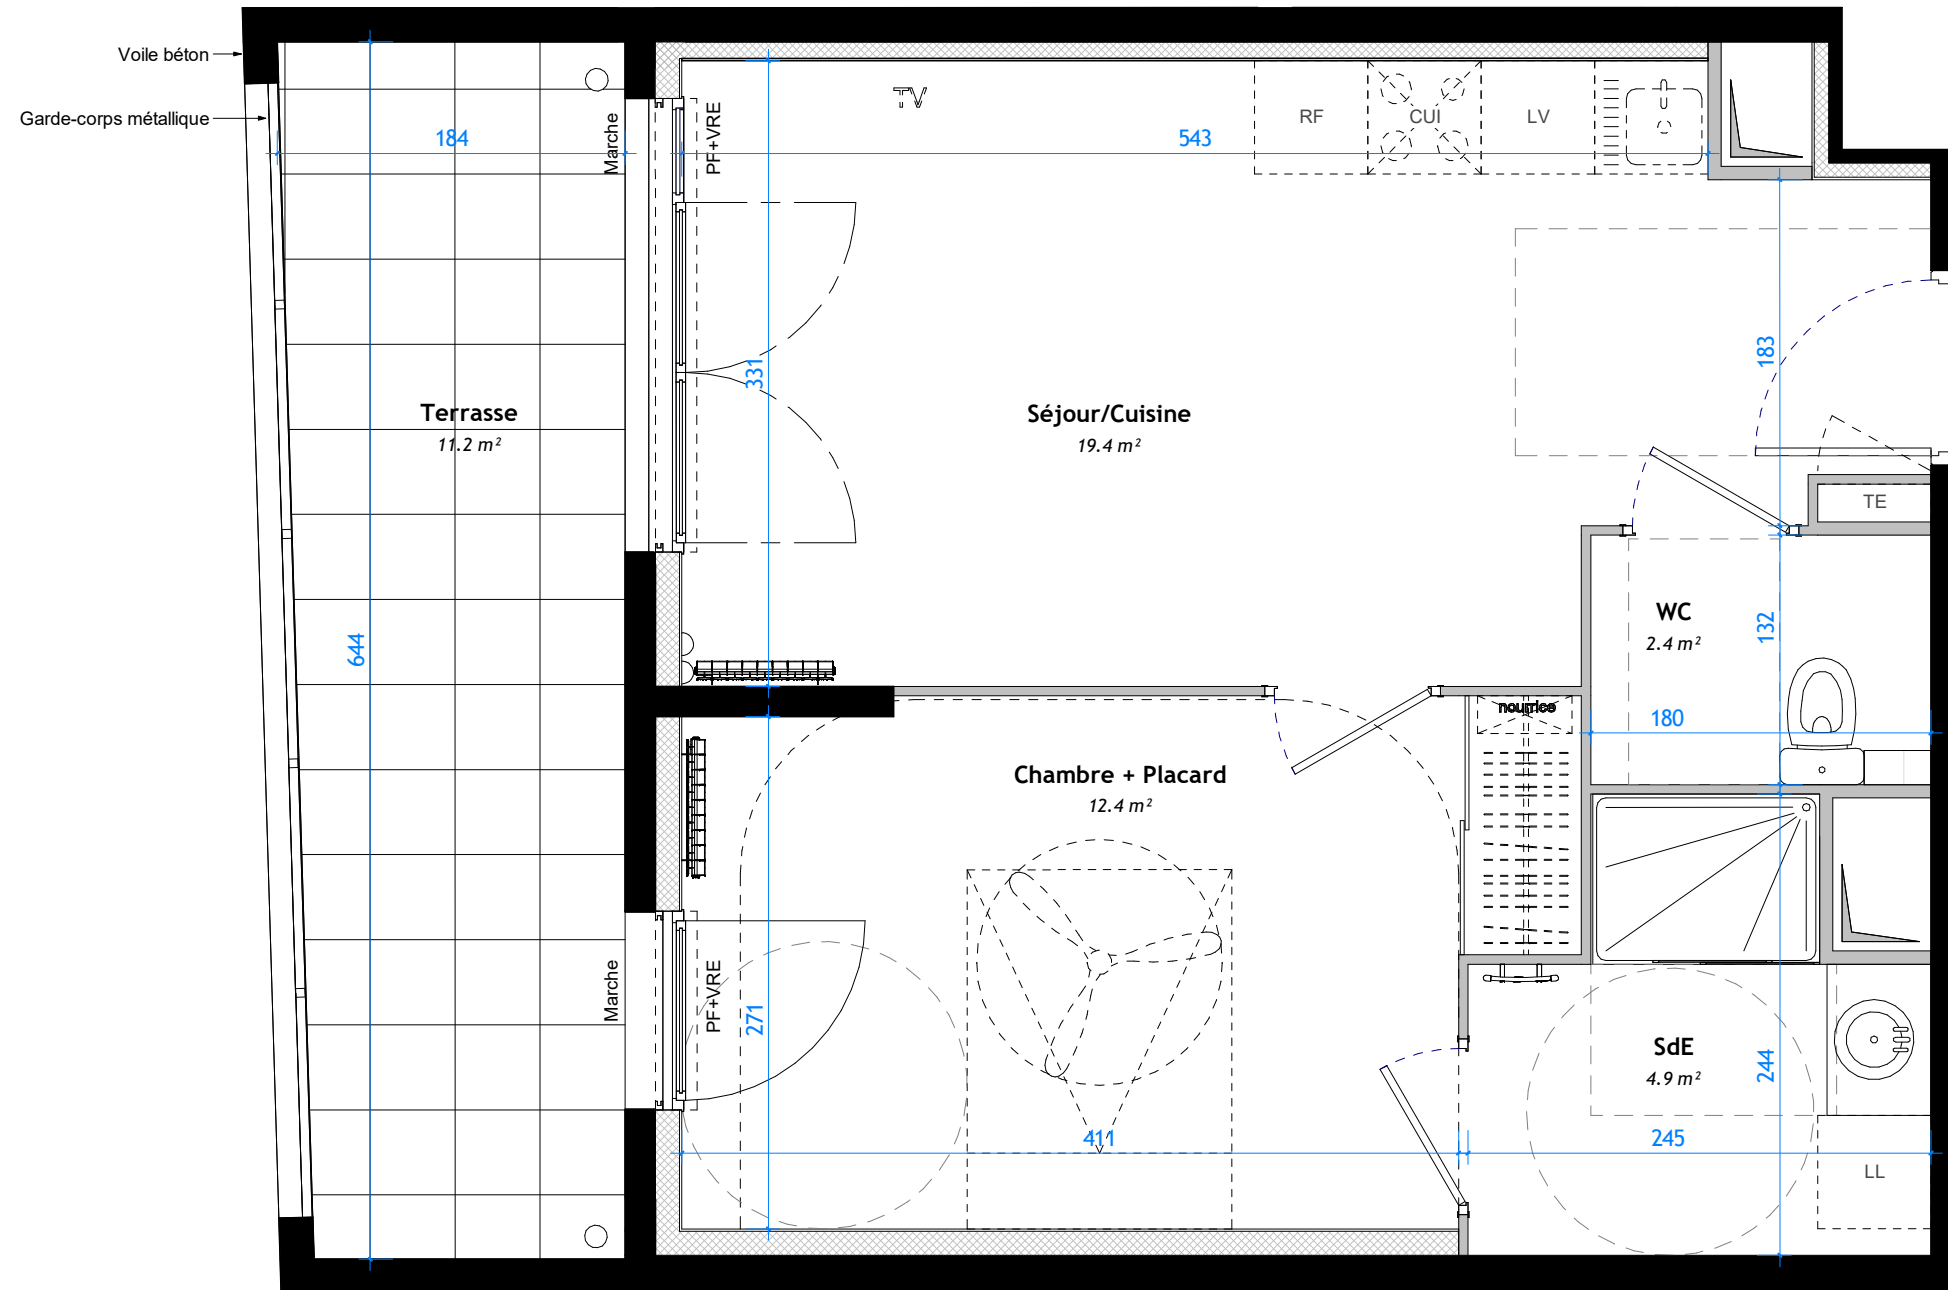 Voile béton
Garde-corps métallique
184
Marche
PF+VRE
TV
543
RF
CUI
LV
331
183
Terrasse
11.2 m²
Séjour/Cuisine
19.4 m²
TE
644
WC
2.4 m²
132
180
nourrice
Chambre + Placard
12.4 m²
Marche
PF+VRE
271
SdE
4.9 m²
244
411
245
LL